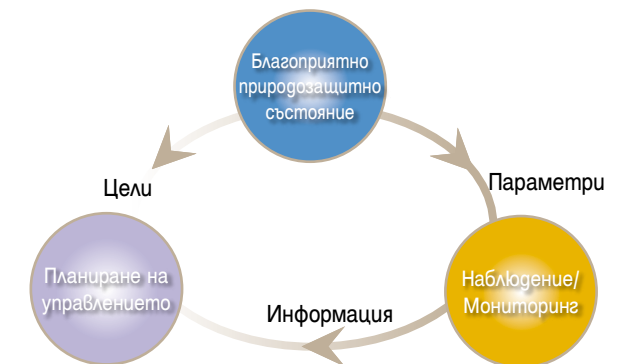 Благоприятно
природозащитно
състояние
Цели
Параметри
Планиране на
управлението
Наблюдение/
Мониторинг
Информация